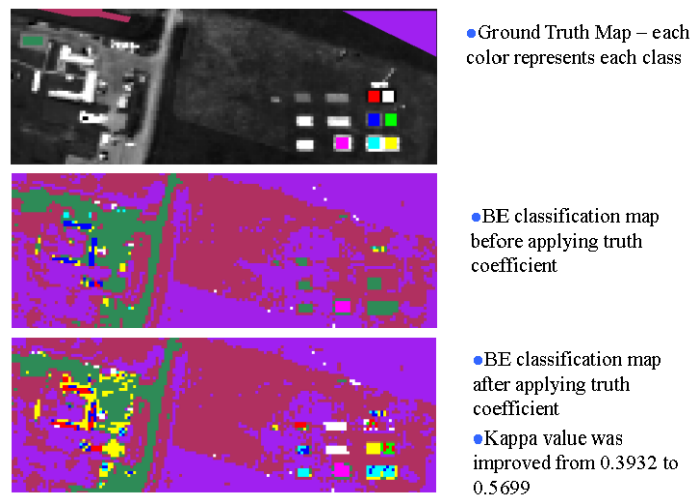 ●Ground Truth Map – each
color represents each class
●BE classification map
before applying truth
coefficient
●BE classification map
after applying truth
coefficient
●Kappa value was
improved from 0.3932 to
0.5699